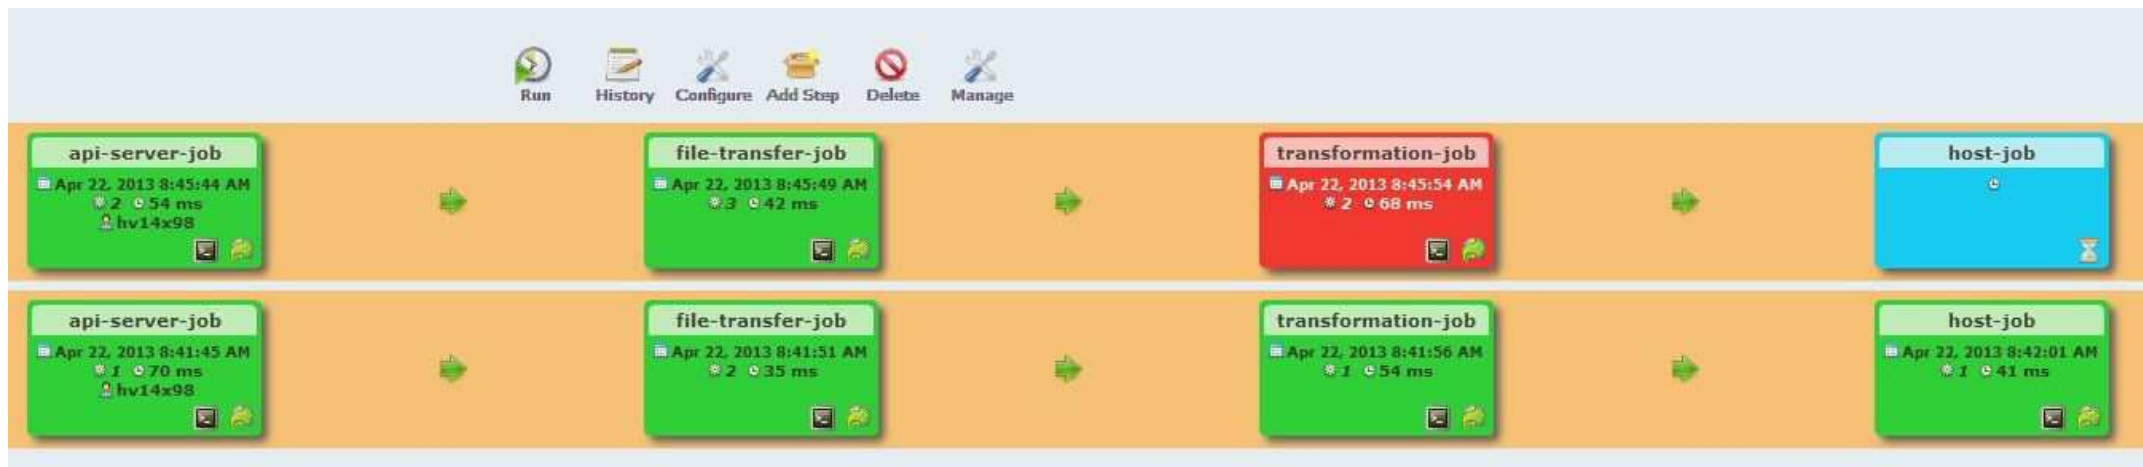 Run History Configure Add Step Delete Manage
api-server-job file-transfer-job transformation-job host-job
Apr 22, 2013 8:45:44 AM Apr 22, 2013 8:45:49 AM Apr 22, 2013 8:45:54 AM
2 54 ms 3 42 ms 2 68 ms
hv14x98
api-server-job file-transfer-job transformation-job host-job
Apr 22, 2013 8:41:45 AM Apr 22, 2013 8:41:51 AM Apr 22, 2013 8:41:56 AM Apr 22, 2013 8:42:01 AM
1 70 ms 2 35 ms 1 54 ms 1 41 ms
hv14x98